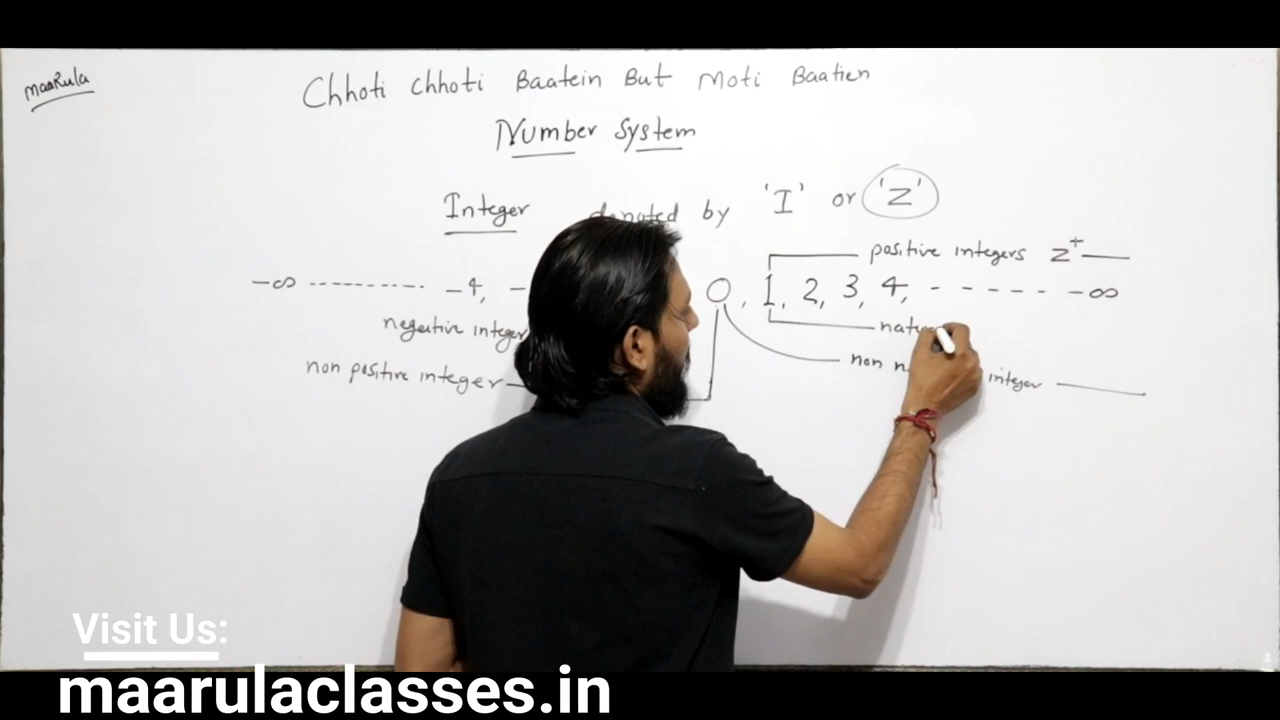 maaRula
Chhoti Chhoti Baatein But Moti Baatien
Number System
Integer denoted by 'I' or 'Z'
positive integers Z+
-∞ -------- -4, - 0, 1, 2, 3, 4, ------ -∞
negative integer natu
non positive integer non n integer
Visit Us:
maarulaclasses.in